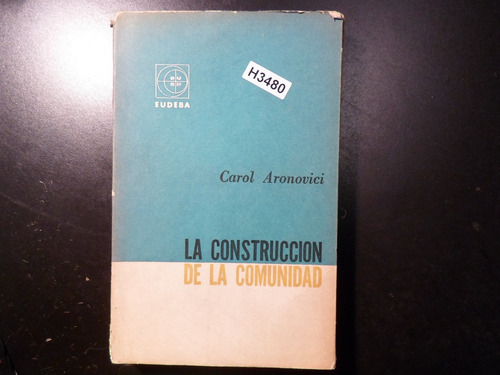 EUDEBA
H3480
Carol Aronovici
LA CONSTRUCCION
DE LA COMUNIDAD